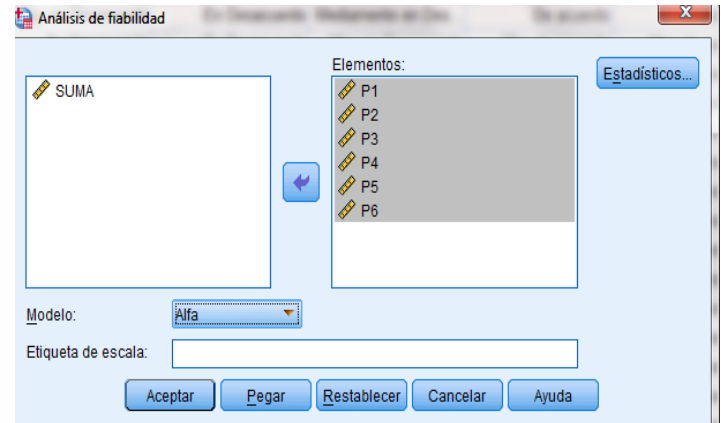 Análisis de fiabilidad
Elementos:
Estadísticos...
SUMA
P1
P2
P3
P4
P5
P6
Modelo:
Alfa
Etiqueta de escala:
Aceptar
Pegar
Restablecer
Cancelar
Ayuda